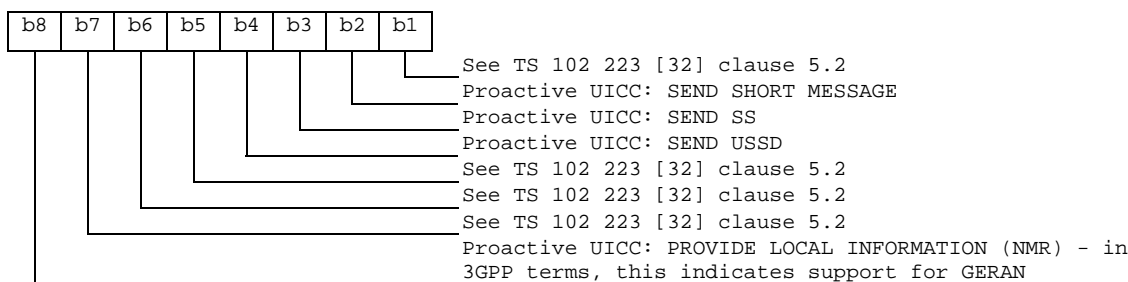 b8 b7 b6 b5 b4 b3 b2 b1
See TS 102 223 [32] clause 5.2
Proactive UICC: SEND SHORT MESSAGE
Proactive UICC: SEND SS
Proactive UICC: SEND USSD
See TS 102 223 [32] clause 5.2
See TS 102 223 [32] clause 5.2
See TS 102 223 [32] clause 5.2
Proactive UICC: PROVIDE LOCAL INFORMATION (NMR) - in
3GPP terms, this indicates support for GERAN